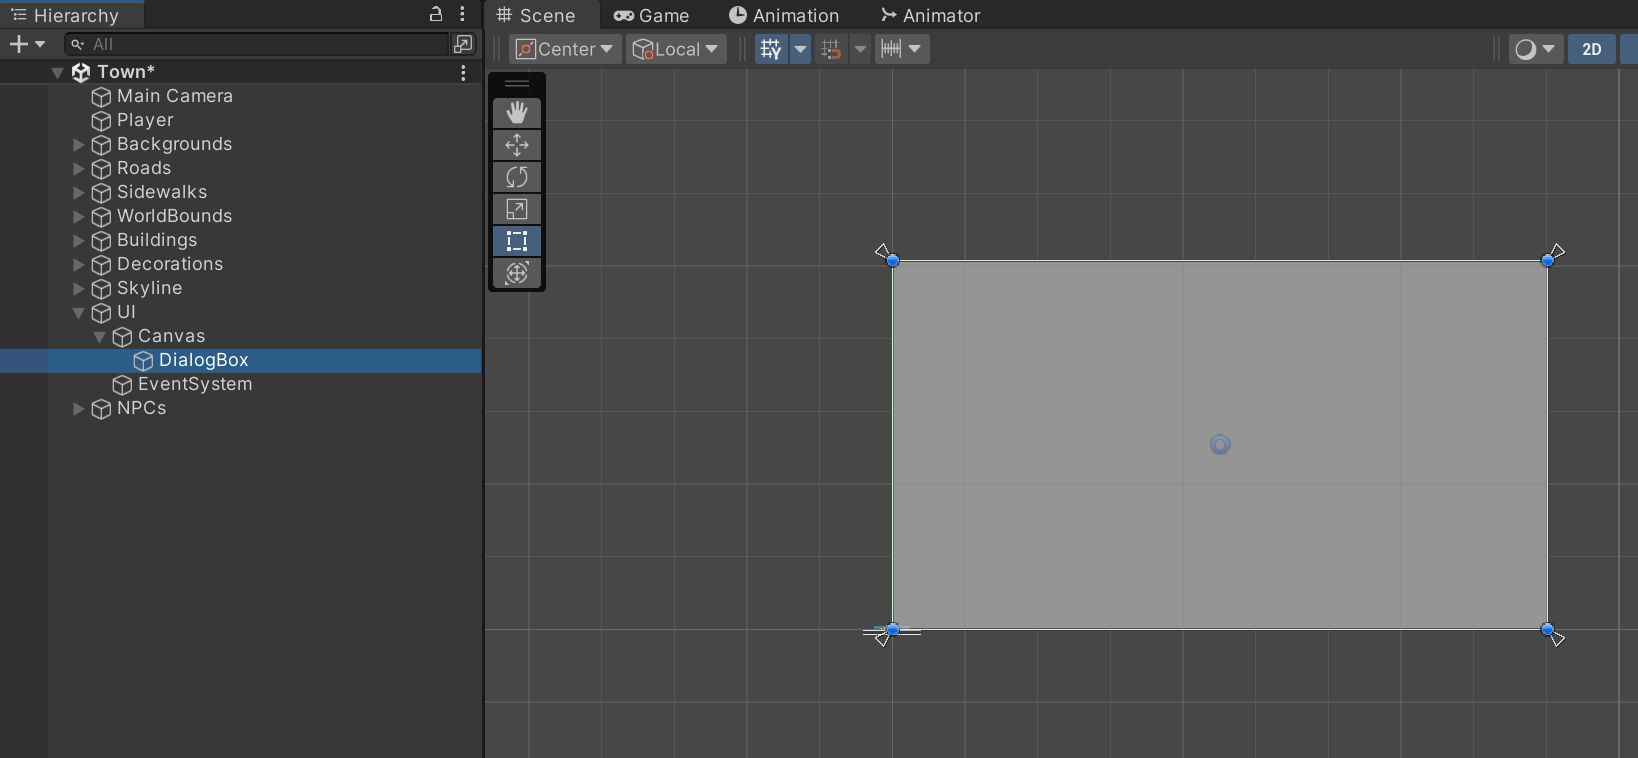 Hierarchy
All
Town*
Main Camera
Player
Backgrounds
Roads
Sidewalks
WorldBounds
Buildings
Decorations
Skyline
UI
Canvas
DialogBox
EventSystem
NPCs
Scene Game Animation Animator
Center Local 2D